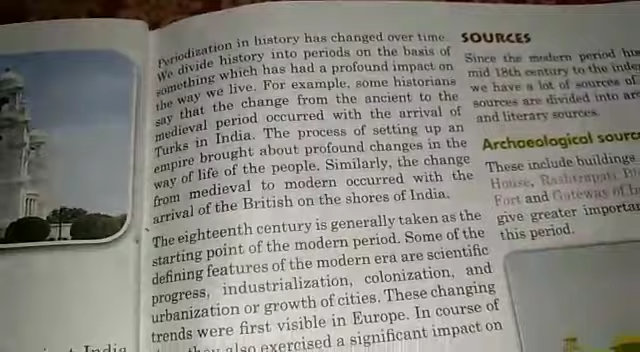 Periodization in history has changed over time.
We divide history into periods on the basis of
something which has had a profound impact on
the way we live. For example, some historians
say that the change from the ancient to the
medieval period occurred with the arrival of
Turks in India. The process of setting up an
empire brought about profound changes in the
way of life of the people. Similarly, the change
from medieval to modern occurred with the
arrival of the British on the shores of India.
The eighteenth century is generally taken as the
starting point of the modern period. Some of the
defining features of the modern era are scientific
progress, industrialization, colonization, and
urbanization or growth of cities. These changing
trends were first visible in Europe. In course of
they also exercised a significant impact on
SOURCES
Since the modern period
mid 18th century to the
we have a lot of sources of
sources are divided into
and literary sources.
Archaeological
These include buildings
House, Rashtrapati
Fort and Gateway of
give greater
this period.
India